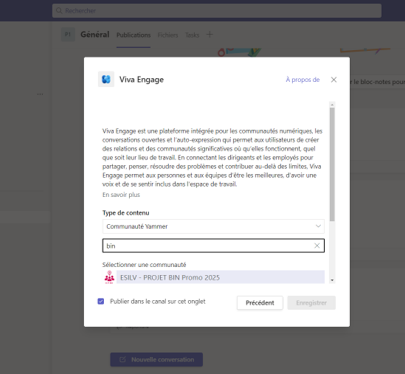 Rechercher
Général
Publications
Fichiers
Viva Engage
À propos de
le bloc-notes pou
Viva Engage est une plateforme intégrée pour les communautés numériques, les
conversations ouvertes et l'auto-expression qui permet aux utilisateurs de créer
des relations et des communautés significatives où qu'elles fonctionnent, quel
que soit leur lieu de travail. En connectant les dirigeants et les employés pour
partager, penser, résoudre des problèmes et contribuer au-delà des limites, Viva
Engage permet aux personnes et aux équipes d'être les meilleures, d'avoir une
voix et de se sentir inclus dans l'espace de travail.
En savoir plus
Type de contenu
Communauté Yammer
bin
Sélectionner une communauté
ESILV - PROJET BIN Promo 2025
Publier dans le canal sur cet onglet
Précédent
Enregistrer
Nouvelle conversation